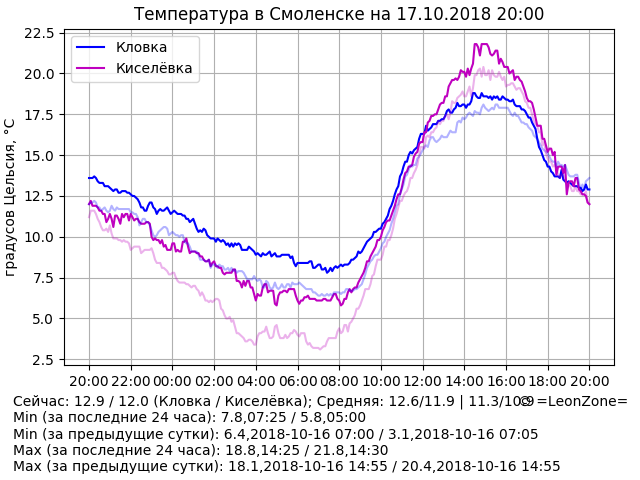 Температура в Смоленске на 17.10.2018 20:00
градусов Цельсия, °C
22.5
20.0
17.5
15.0
12.5
10.0
7.5
5.0
2.5
Кловка
Киселёвка
20:00 22:00 00:00 02:00 04:00 06:00 08:00 10:00 12:00 14:00 16:00 18:00 20:00
Сейчас: 12.9 / 12.0 (Кловка / Киселёвка); Средняя: 12.6/11.9 | 11.3/10.9 © =LeonZone=
Min (за последние 24 часа): 7.8,07:25 / 5.8,05:00
Min (за предыдущие сутки): 6.4,2018-10-16 07:00 / 3.1,2018-10-16 07:05
Max (за последние 24 часа): 18.8,14:25 / 21.8,14:30
Max (за предыдущие сутки): 18.1,2018-10-16 14:55 / 20.4,2018-10-16 14:55